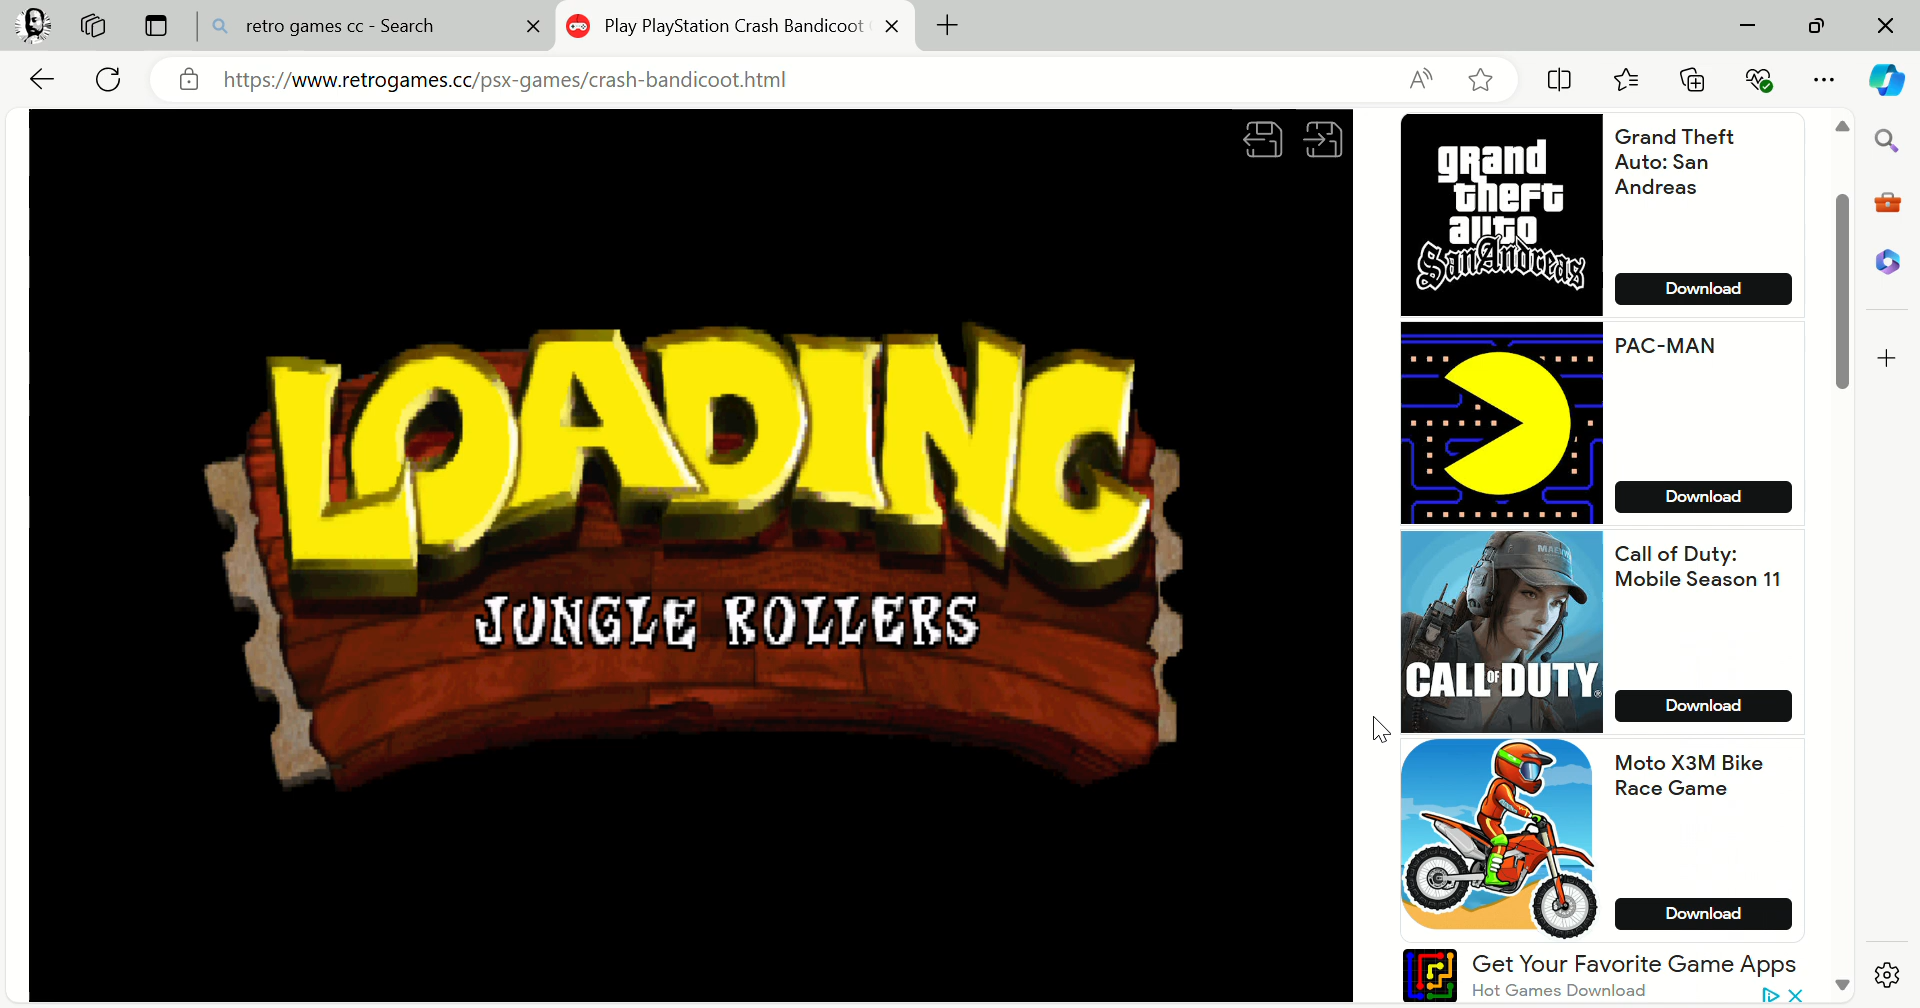 retro games cc - Search
Play PlayStation Crash Bandicoot
https://www.retrogames.cc/psx-games/crash-bandicoot.html
LOADING
JUNGLE ROLLERS
grand
theft
auto
San Andreas
Grand Theft
Auto: San
Andreas
Download
PAC-MAN
Download
CALL OF DUTY
Call of Duty:
Mobile Season 11
Download
Moto X3M Bike
Race Game
Download
Get Your Favorite Game Apps
Hot Games Download